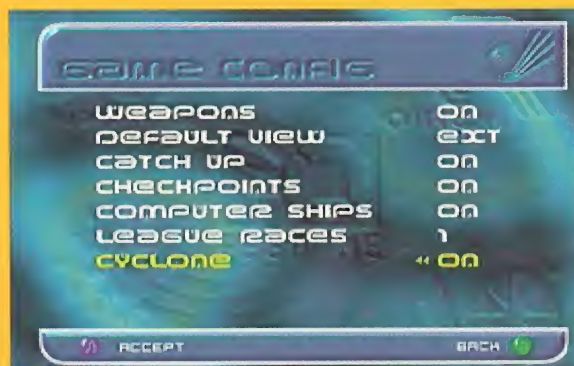 GAME CONFIG
WEAPONS ON
DEFAULT VIEW EXT
CATCH UP ON
CHECKPOINTS ON
COMPUTER SHIPS ON
LEAGUE RACES 1
CYCLONE ◂◂ ON
ACCEPT BACK